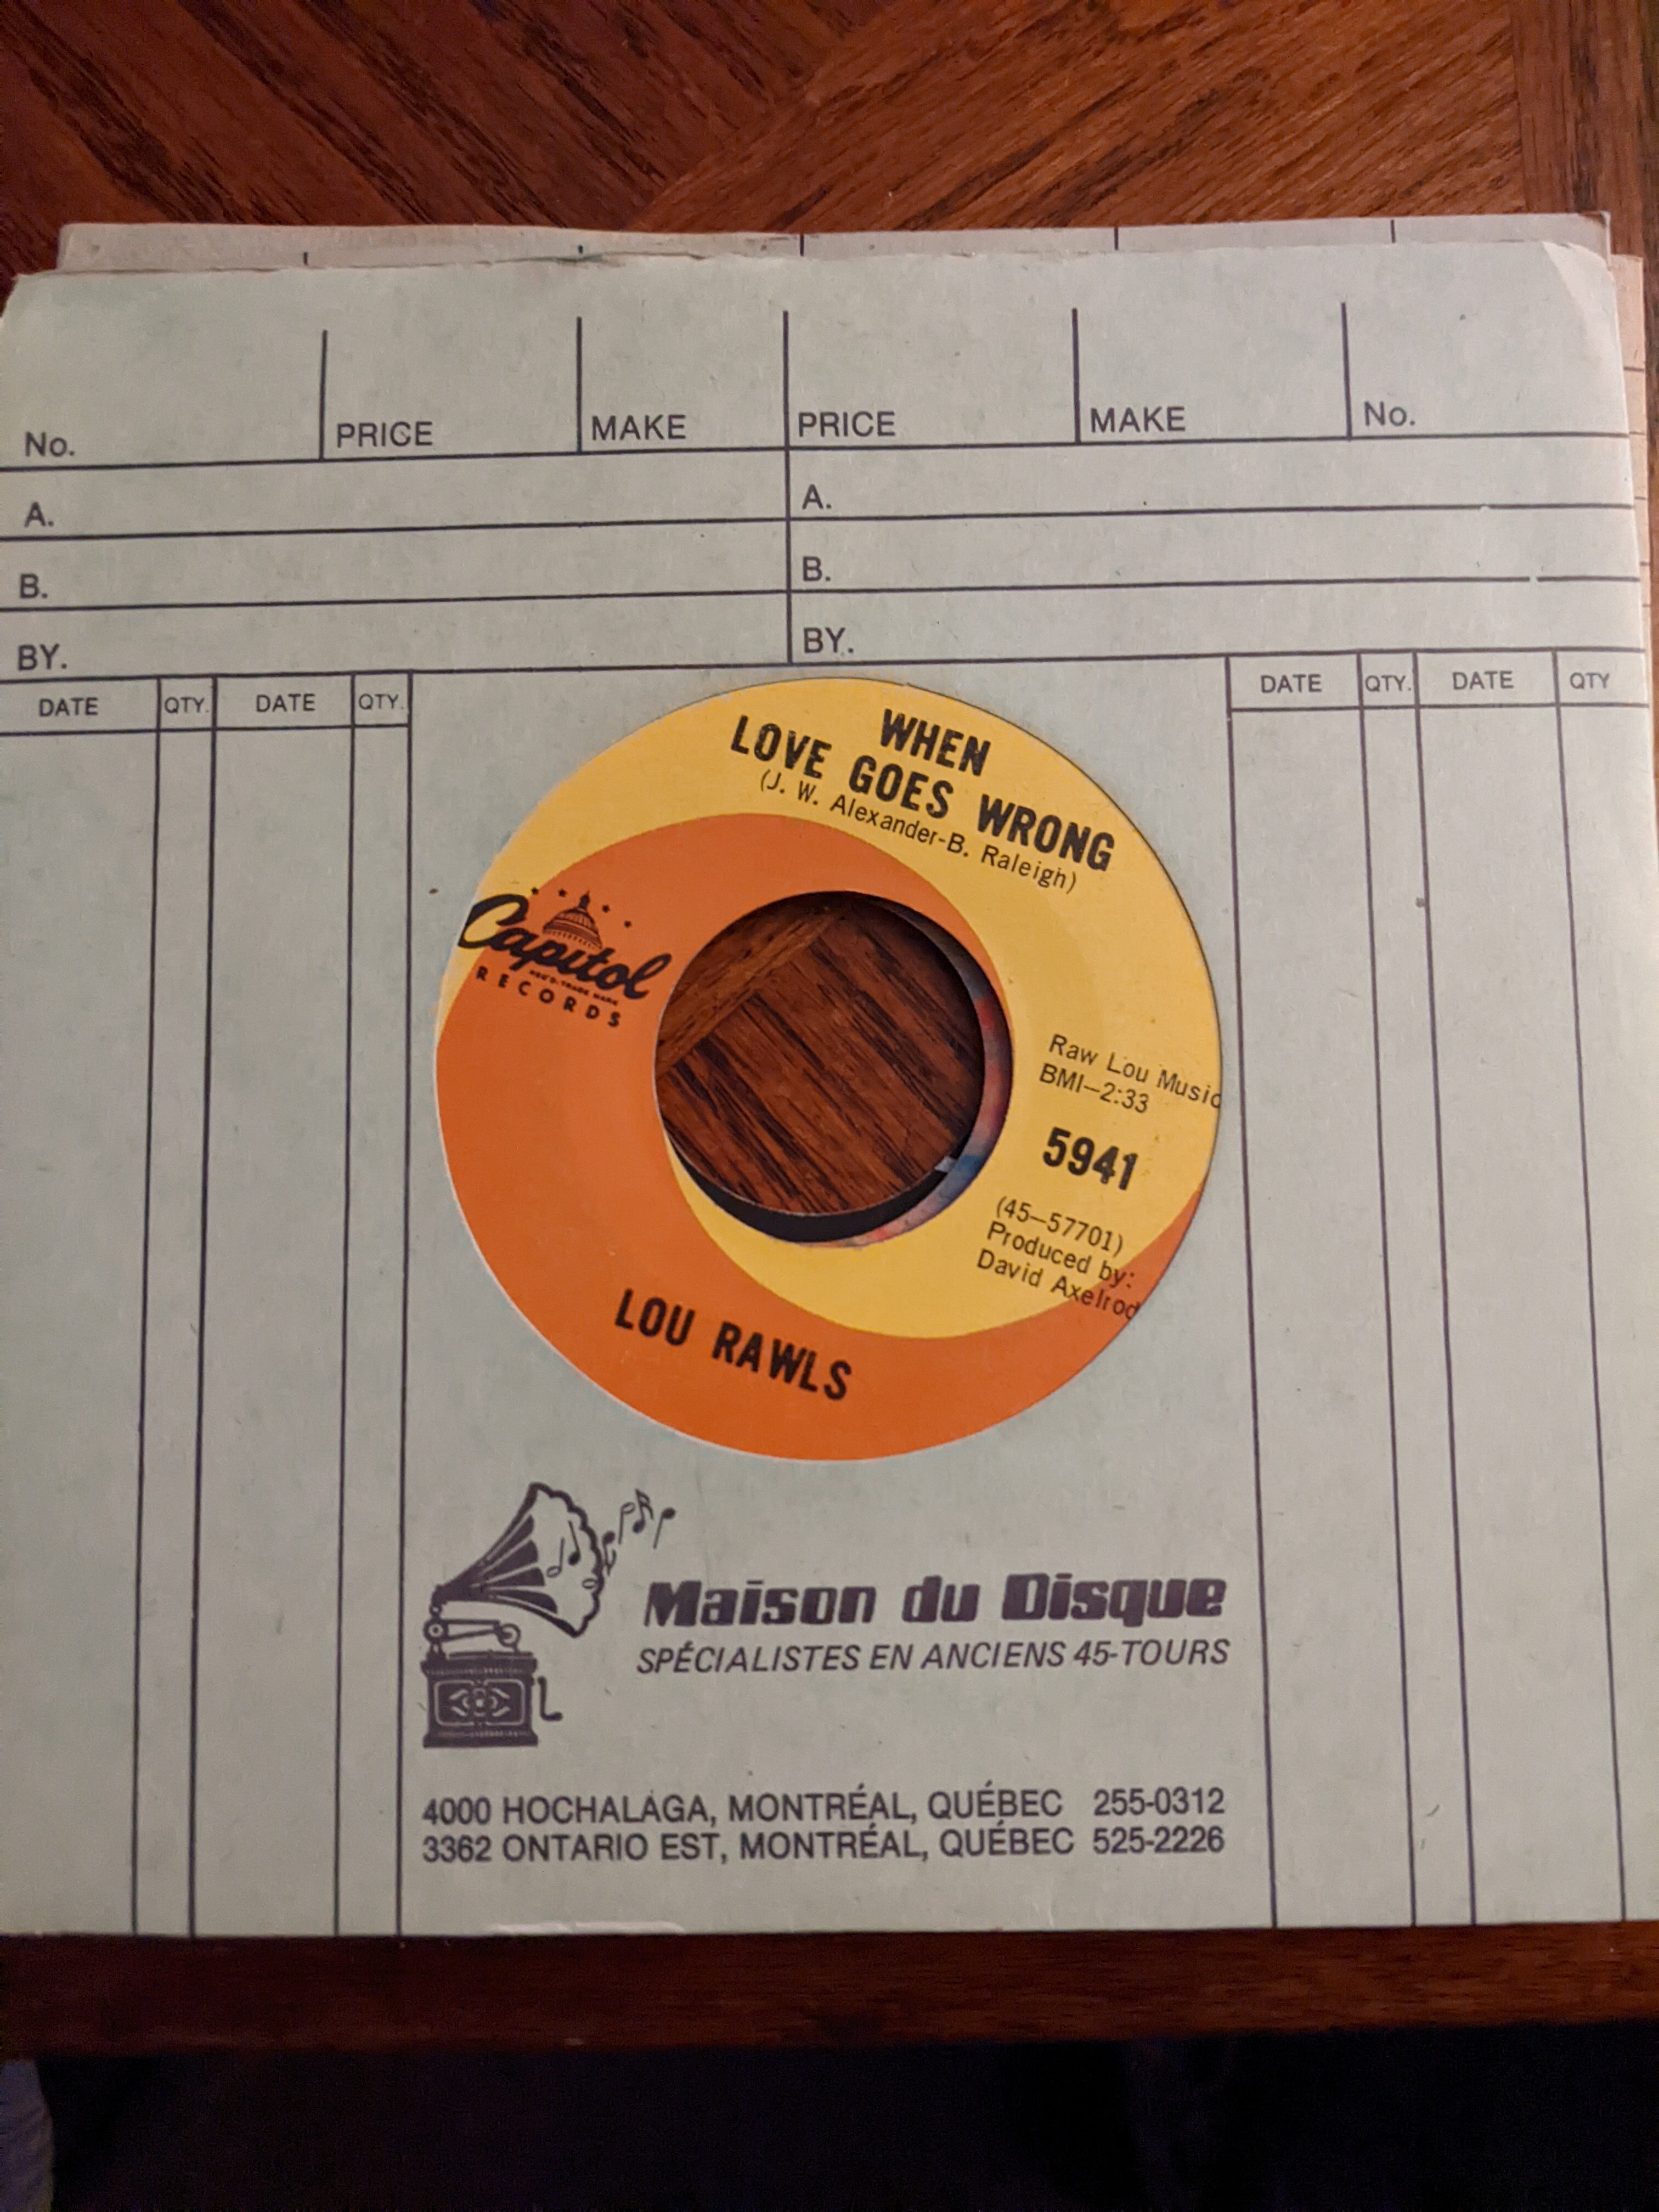 No. PRICE MAKE PRICE MAKE No.
A. A.
B. B.
BY. BY.
DATE QTY. DATE QTY. DATE QTY. DATE QTY
WHEN
LOVE GOES WRONG
(J. W. Alexander-B. Raleigh)
Capitol
REG'D. TRADE MARK
RECORDS
Raw Lou Music
BMI—2:33
5941
(45—57701)
Produced by:
David Axelrod
LOU RAWLS
Maison du Disque
SPÉCIALISTES EN ANCIENS 45-TOURS
4000 HOCHALAGA, MONTRÉAL, QUÉBEC 255-0312
3362 ONTARIO EST, MONTRÉAL, QUÉBEC 525-2226